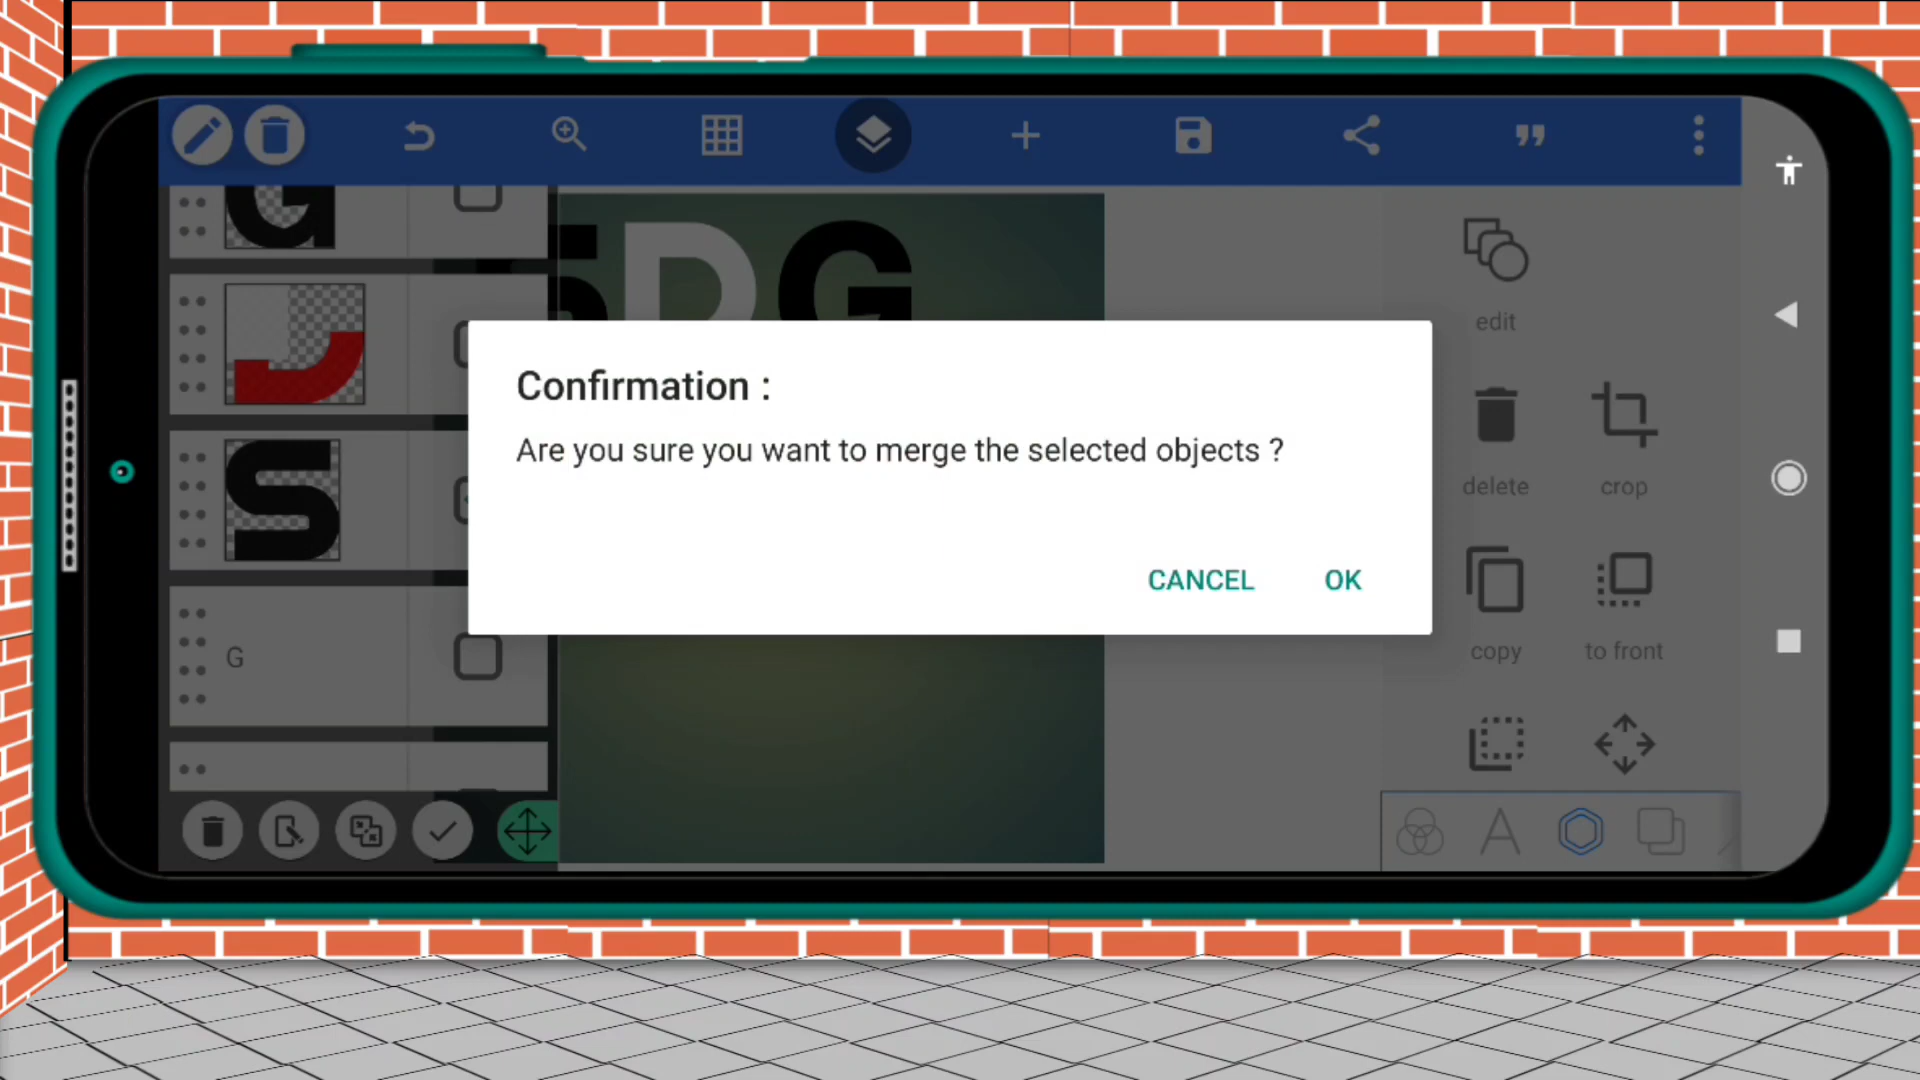 SDG
edit
Confirmation :
Are you sure you want to merge the selected objects ?
CANCEL
OK
delete
crop
copy
to front
G
S
G